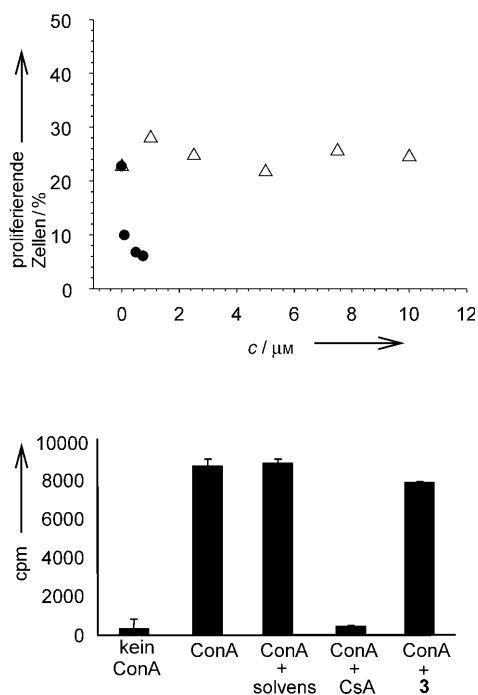 50
40
30
20
10
0
proliferierende
Zellen / %
0 2 4 6 8 10 12
c / μM
10000
8000
6000
4000
2000
0
cpm
kein
ConA
ConA
ConA
+
solvens
ConA
+
CsA
ConA
+
3